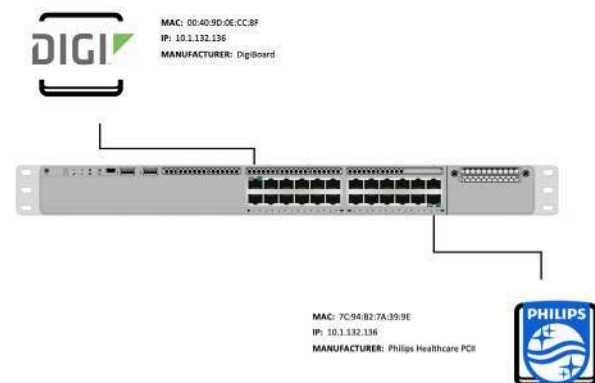 DIGI
MAC: 00:40:9D:0E:CC:8F
IP: 10.1.132.136
MANUFACTURER: DigiBoard
MAC: 7C:94:B2:7A:39:9E
IP: 10.1.132.136
MANUFACTURER: Philips Healthcare PCII
PHILIPS